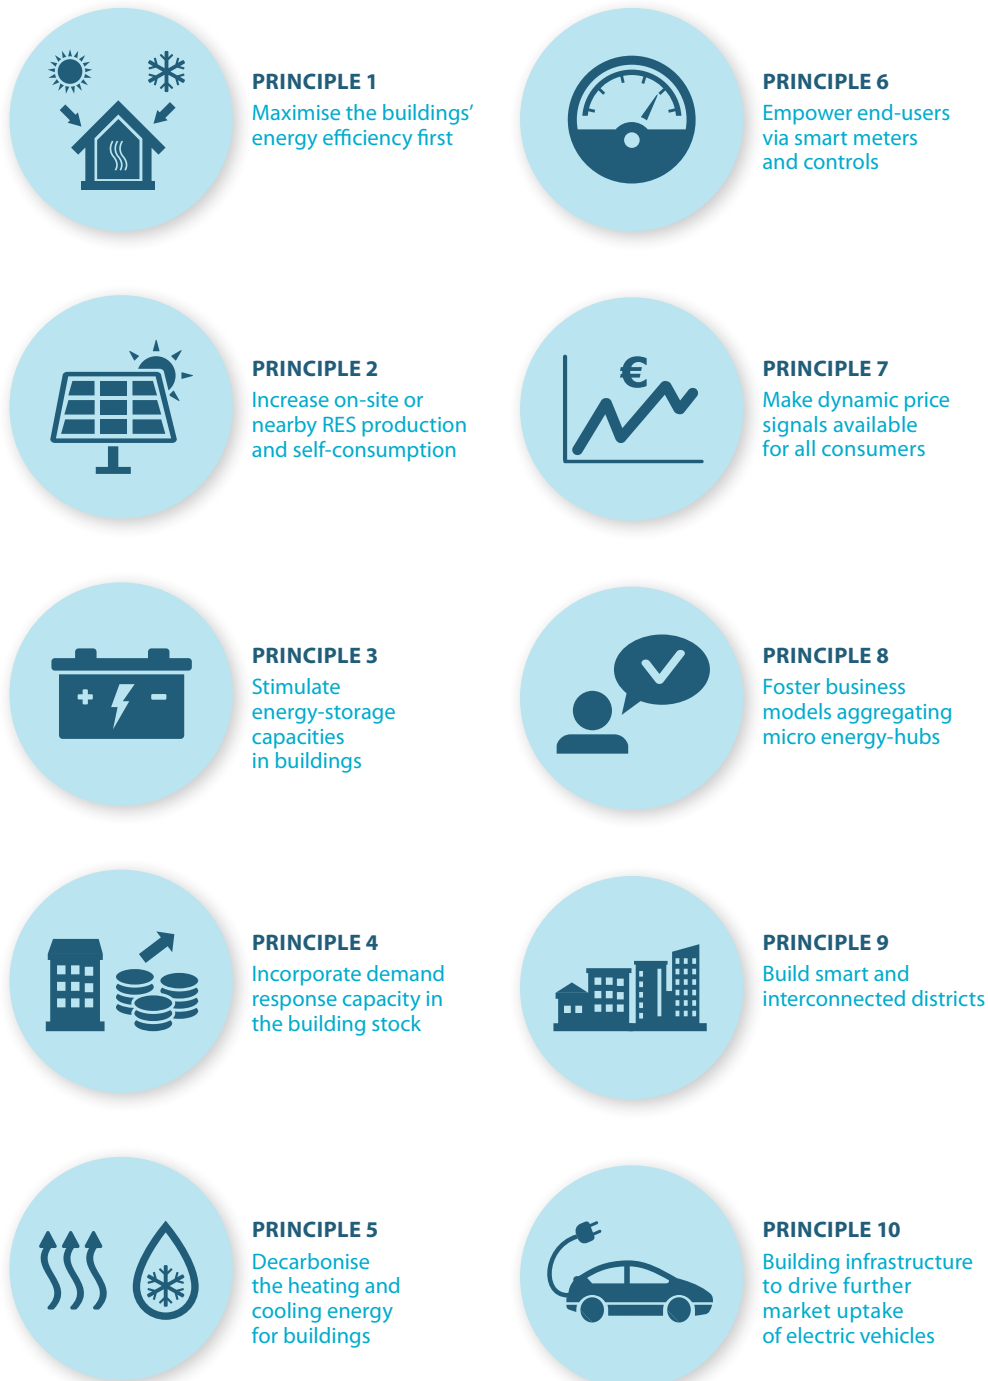 PRINCIPLE 1
Maximise the buildings’
energy efficiency first
PRINCIPLE 2
Increase on-site or
nearby RES production
and self-consumption
PRINCIPLE 3
Stimulate
energy-storage
capacities
in buildings
PRINCIPLE 4
Incorporate demand
response capacity in
the building stock
PRINCIPLE 5
Decarbonise
the heating and
cooling energy
for buildings
PRINCIPLE 6
Empower end-users
via smart meters
and controls
€
PRINCIPLE 7
Make dynamic price
signals available
for all consumers
PRINCIPLE 8
Foster business
models aggregating
micro energy-hubs
PRINCIPLE 9
Build smart and
interconnected districts
PRINCIPLE 10
Building infrastructure
to drive further
market uptake
of electric vehicles